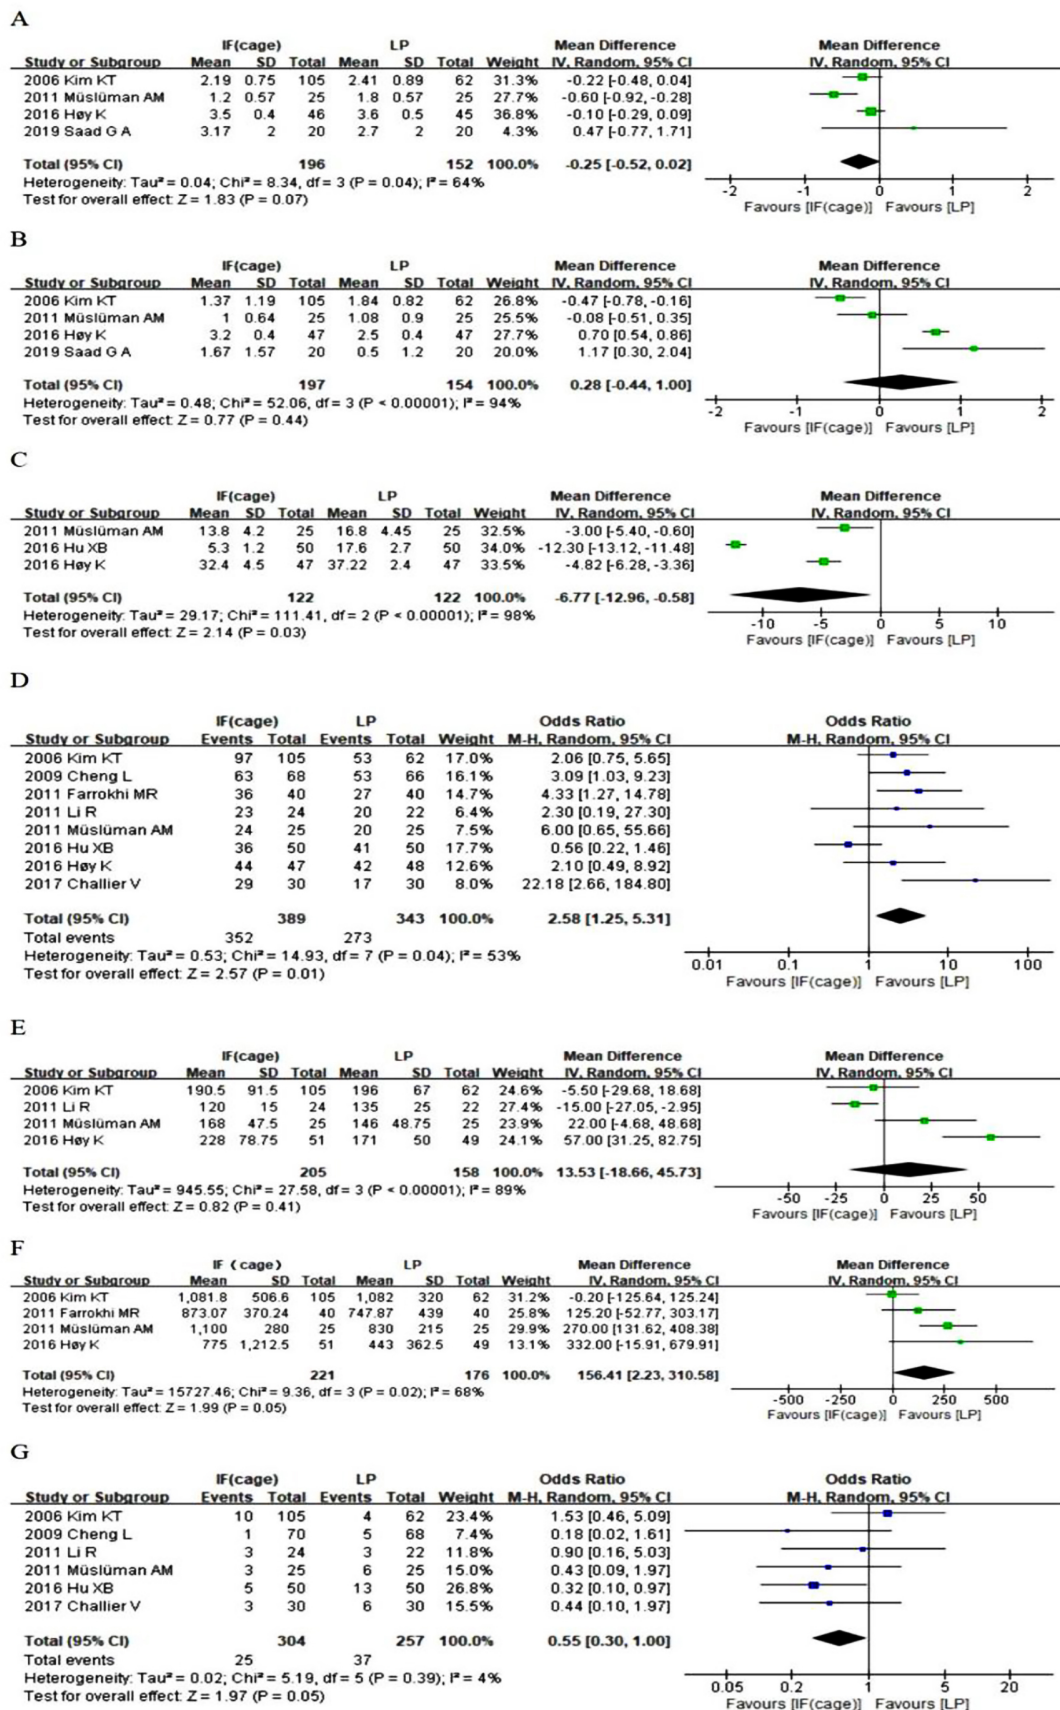 A
IF(cage) LP Mean Difference Mean Difference
Study or Subgroup Mean SD Total Mean SD Total Weight IV, Random, 95% CI IV, Random, 95% CI
2006 Kim KT 2.19 0.75 105 2.41 0.89 62 31.3% -0.22 [-0.48, 0.04]
2011 Müslüman AM 1.2 0.57 25 1.8 0.57 25 27.7% -0.60 [-0.92, -0.28]
2016 Høy K 3.5 0.4 46 3.6 0.5 45 36.8% -0.10 [-0.29, 0.09]
2019 Saad G A 3.17 2 20 2.7 2 20 4.3% 0.47 [-0.77, 1.71]
Total (95% CI) 196 152 100.0% -0.25 [-0.52, 0.02]
Heterogeneity: Tau² = 0.04; Chi² = 8.34, df = 3 (P = 0.04); I² = 64%
Test for overall effect: Z = 1.83 (P = 0.07)
-2 -1 0 1 2
Favours [IF(cage)] Favours [LP]
B
IF(cage) LP Mean Difference Mean Difference
Study or Subgroup Mean SD Total Mean SD Total Weight IV, Random, 95% CI IV, Random, 95% CI
2006 Kim KT 1.37 1.19 105 1.84 0.82 62 26.8% -0.47 [-0.78, -0.16]
2011 Müslüman AM 1 0.64 25 1.08 0.9 25 25.5% -0.08 [-0.51, 0.35]
2016 Høy K 3.2 0.4 47 2.5 0.4 47 27.7% 0.70 [0.54, 0.86]
2019 Saad G A 1.67 1.57 20 0.5 1.2 20 20.0% 1.17 [0.30, 2.04]
Total (95% CI) 197 154 100.0% 0.28 [-0.44, 1.00]
Heterogeneity: Tau² = 0.48; Chi² = 52.06, df = 3 (P < 0.00001); I² = 94%
Test for overall effect: Z = 0.77 (P = 0.44)
-2 -1 0 1 2
Favours [IF(cage)] Favours [LP]
C
IF(cage) LP Mean Difference Mean Difference
Study or Subgroup Mean SD Total Mean SD Total Weight IV, Random, 95% CI IV, Random, 95% CI
2011 Müslüman AM 13.8 4.2 25 16.8 4.45 25 32.5% -3.00 [-5.40, -0.60]
2016 Hu XB 5.3 1.2 50 17.6 2.7 50 34.0% -12.30 [-13.12, -11.48]
2016 Høy K 32.4 4.5 47 37.22 2.4 47 33.5% -4.82 [-6.28, -3.36]
Total (95% CI) 122 122 100.0% -6.77 [-12.96, -0.58]
Heterogeneity: Tau² = 29.17; Chi² = 111.41, df = 2 (P < 0.00001); I² = 98%
Test for overall effect: Z = 2.14 (P = 0.03)
-10 -5 0 5 10
Favours [IF(cage)] Favours [LP]
D
IF(cage) LP Odds Ratio Odds Ratio
Study or Subgroup Events Total Events Total Weight M-H, Random, 95% CI M-H, Random, 95% CI
2006 Kim KT 97 105 53 62 17.0% 2.06 [0.75, 5.65]
2009 Cheng L 63 68 53 66 16.1% 3.09 [1.03, 9.23]
2011 Farrokhi MR 36 40 27 40 14.7% 4.33 [1.27, 14.78]
2011 Li R 23 24 20 22 6.4% 2.30 [0.19, 27.30]
2011 Müslüman AM 24 25 20 25 7.5% 6.00 [0.65, 55.66]
2016 Hu XB 36 50 41 50 17.7% 0.56 [0.22, 1.46]
2016 Høy K 44 47 42 48 12.6% 2.10 [0.49, 8.92]
2017 Challier V 29 30 17 30 8.0% 22.18 [2.66, 184.80]
Total (95% CI) 389 343 100.0% 2.58 [1.25, 5.31]
Total events 352 273
Heterogeneity: Tau² = 0.53; Chi² = 14.93, df = 7 (P = 0.04); I² = 53%
Test for overall effect: Z = 2.57 (P = 0.01)
0.01 0.1 1 10 100
Favours [IF(cage)] Favours [LP]
E
IF(cage) LP Mean Difference Mean Difference
Study or Subgroup Mean SD Total Mean SD Total Weight IV, Random, 95% CI IV, Random, 95% CI
2006 Kim KT 190.5 91.5 105 196 67 62 24.6% -5.50 [-29.68, 18.68]
2011 Li R 120 15 24 135 25 22 27.4% -15.00 [-27.05, -2.95]
2011 Müslüman AM 168 47.5 25 146 48.75 25 23.9% 22.00 [-4.68, 48.68]
2016 Høy K 228 78.75 51 171 50 49 24.1% 57.00 [31.25, 82.75]
Total (95% CI) 205 158 100.0% 13.53 [-18.66, 45.73]
Heterogeneity: Tau² = 945.55; Chi² = 27.58, df = 3 (P < 0.00001); I² = 89%
Test for overall effect: Z = 0.82 (P = 0.41)
-50 -25 0 25 50
Favours [IF(cage)] Favours [LP]
F
IF ( cage ) LP Mean Difference Mean Difference
Study or Subgroup Mean SD Total Mean SD Total Weight IV, Random, 95% CI IV, Random, 95% CI
2006 Kim KT 1,081.8 506.6 105 1,082 320 62 31.2% -0.20 [-125.64, 125.24]
2011 Farrokhi MR 873.07 370.24 40 747.87 439 40 25.8% 125.20 [-52.77, 303.17]
2011 Müslüman AM 1,100 280 25 830 215 25 29.9% 270.00 [131.62, 408.38]
2016 Høy K 775 1,212.5 51 443 362.5 49 13.1% 332.00 [-15.91, 679.91]
Total (95% CI) 221 176 100.0% 156.41 [2.23, 310.58]
Heterogeneity: Tau² = 15727.46; Chi² = 9.36, df = 3 (P = 0.02); I² = 68%
Test for overall effect: Z = 1.99 (P = 0.05)
-500 -250 0 250 500
Favours [IF(cage)] Favours [LP]
G
IF(cage) LP Odds Ratio Odds Ratio
Study or Subgroup Events Total Events Total Weight M-H, Random, 95% CI M-H, Random, 95% CI
2006 Kim KT 10 105 4 62 23.4% 1.53 [0.46, 5.09]
2009 Cheng L 1 70 5 68 7.4% 0.18 [0.02, 1.61]
2011 Li R 3 24 3 22 11.8% 0.90 [0.16, 5.03]
2011 Müslüman AM 3 25 6 25 15.0% 0.43 [0.09, 1.97]
2016 Hu XB 5 50 13 50 26.8% 0.32 [0.10, 0.97]
2017 Challier V 3 30 6 30 15.5% 0.44 [0.10, 1.97]
Total (95% CI) 304 257 100.0% 0.55 [0.30, 1.00]
Total events 25 37
Heterogeneity: Tau² = 0.02; Chi² = 5.19, df = 5 (P = 0.39); I² = 4%
Test for overall effect: Z = 1.97 (P = 0.05)
0.05 0.2 1 5 20
Favours [IF(cage)] Favours [LP]